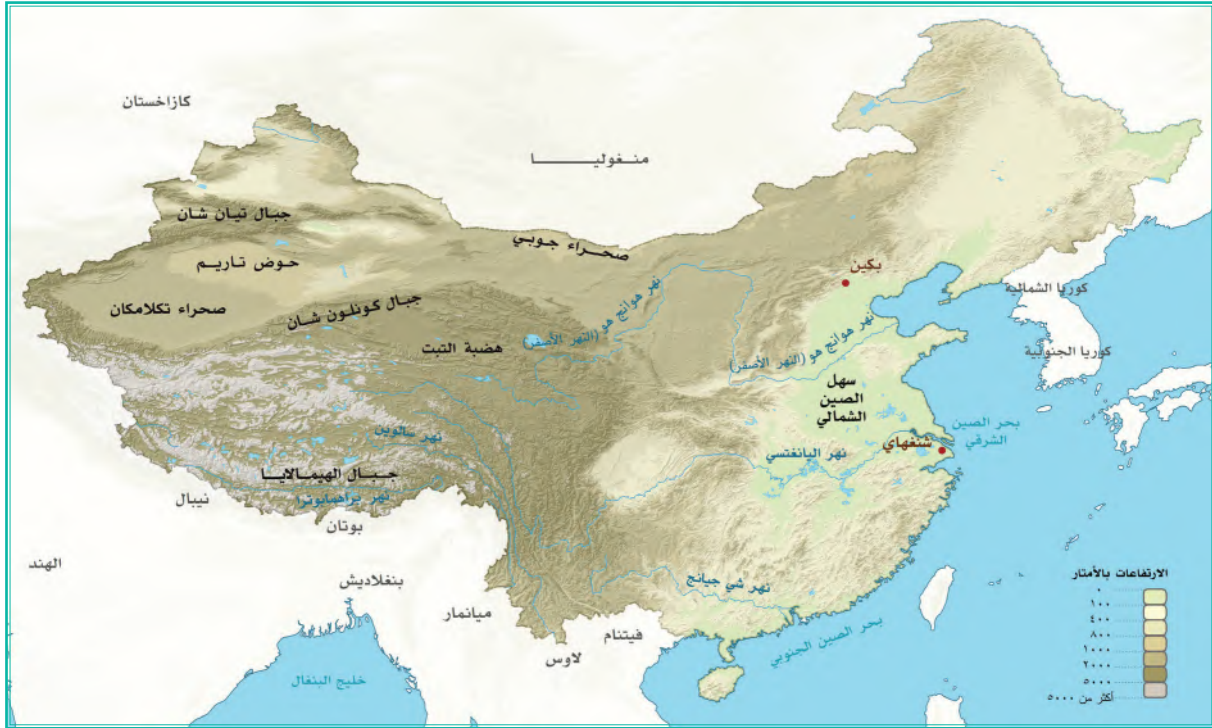 كازاخستان
منغوليا
جبال تيان شان
صحراء جوبي
حوض تاريم
بكين
صحراء تكلامكان
جبال كونلون شان
نهر هوانج هو (النهر الأصفر)
كوريا الشمالية
هضبة التبت
نهر هوانج هو (النهر الأصفر)
كوريا الجنوبية
سهل
الصين
الشمالي
بحر الصين
الشرقي
نهر سالوين
شنغهاي
نهر اليانغتسي
جبال الهيمالايا
نيبال
نهر براهمابوترا
بوتان
الهند
بنغلاديش
نهر شي جيانج
ميانمار
فيتنام
لاوس
بحر الصين الجنوبي
خليج البنغال
الارتفاعات بالأمتار
٠
١٠٠
٤٠٠
٨٠٠
١٠٠٠
٢٠٠٠
٥٠٠٠
أكثر من ٥٠٠٠